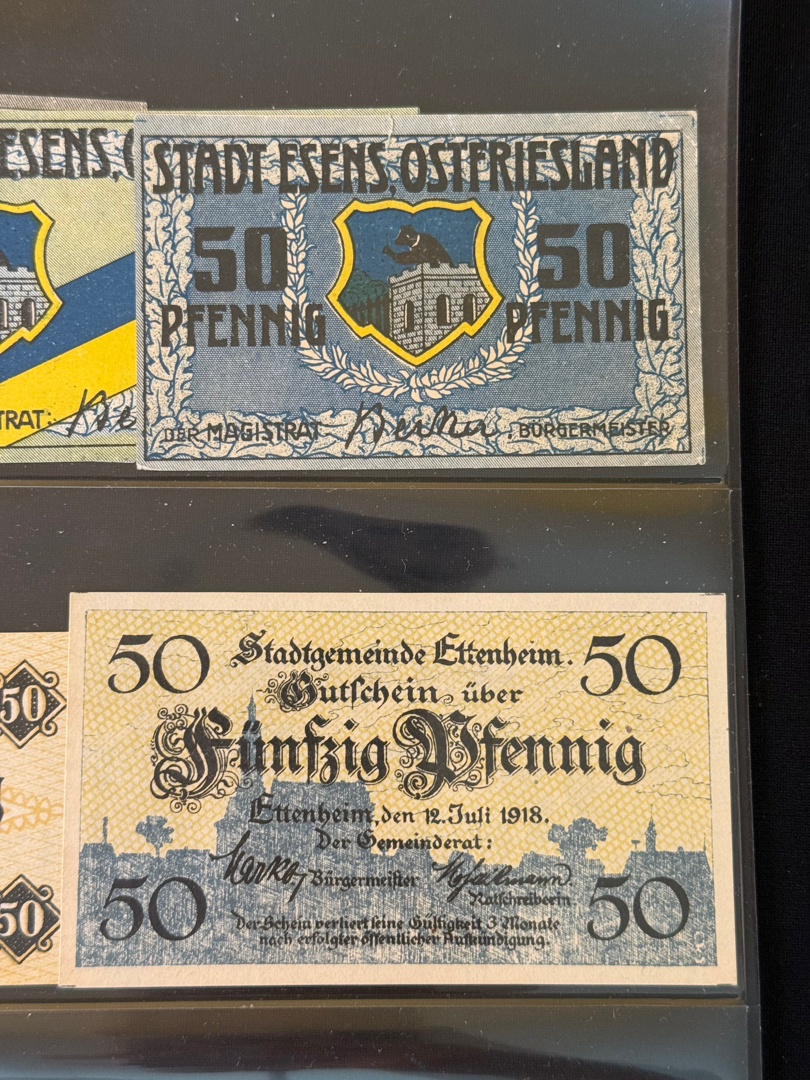 ESENS,
TRAT:
STADT ESENS, OSTFRIESLAND
50 50
PFENNIG PFENNIG
DER MAGISTRAT: , BÜRGERMEISTER
50
50
50 Stadtgemeinde Ettenheim. 50
Gutschein über
Fünfzig Pfennig
Ettenheim, den 12. Juli 1918.
Der Gemeinderat:
Bürgermeister
Ratschreiberin.
50 50
Der Schein verliert seine Gültigkeit 3 Monate
nach erfolgter öffentlicher Aufkündigung.